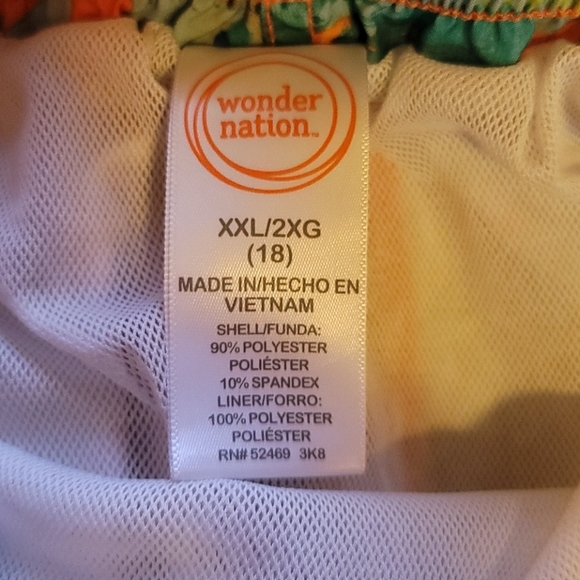 wonder
nation™
XXL/2XG
(18)
MADE IN/HECHO EN
VIETNAM
SHELL/FUNDA:
90% POLYESTER
POLIÉSTER
10% SPANDEX
LINER/FORRO:
100% POLYESTER
POLIÉSTER
RN# 52469 3K8